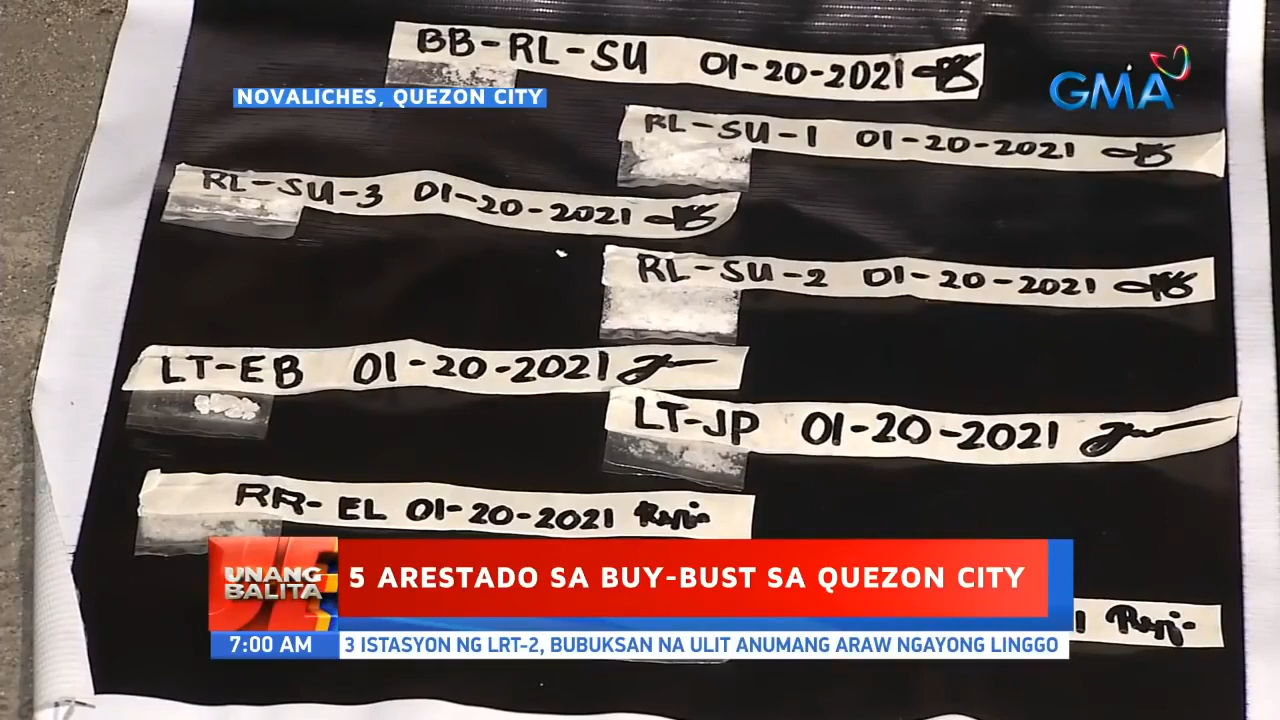 BB-RL-SU 01-20-2021
GMA
NOVALICHES, QUEZON CITY
RL-SU-1 01-20-2021
RL-SU-3 01-20-2021
RL-SU-2 01-20-2021
LT-EB 01-20-2021
LT-JP 01-20-2021
RR-EL 01-20-2021
UNANG
BALITA
5 ARESTADO SA BUY-BUST SA QUEZON CITY
7:00 AM
3 ISTASYON NG LRT-2, BUBUKSAN NA ULIT ANUMANG ARAW NGAYONG LINGGO